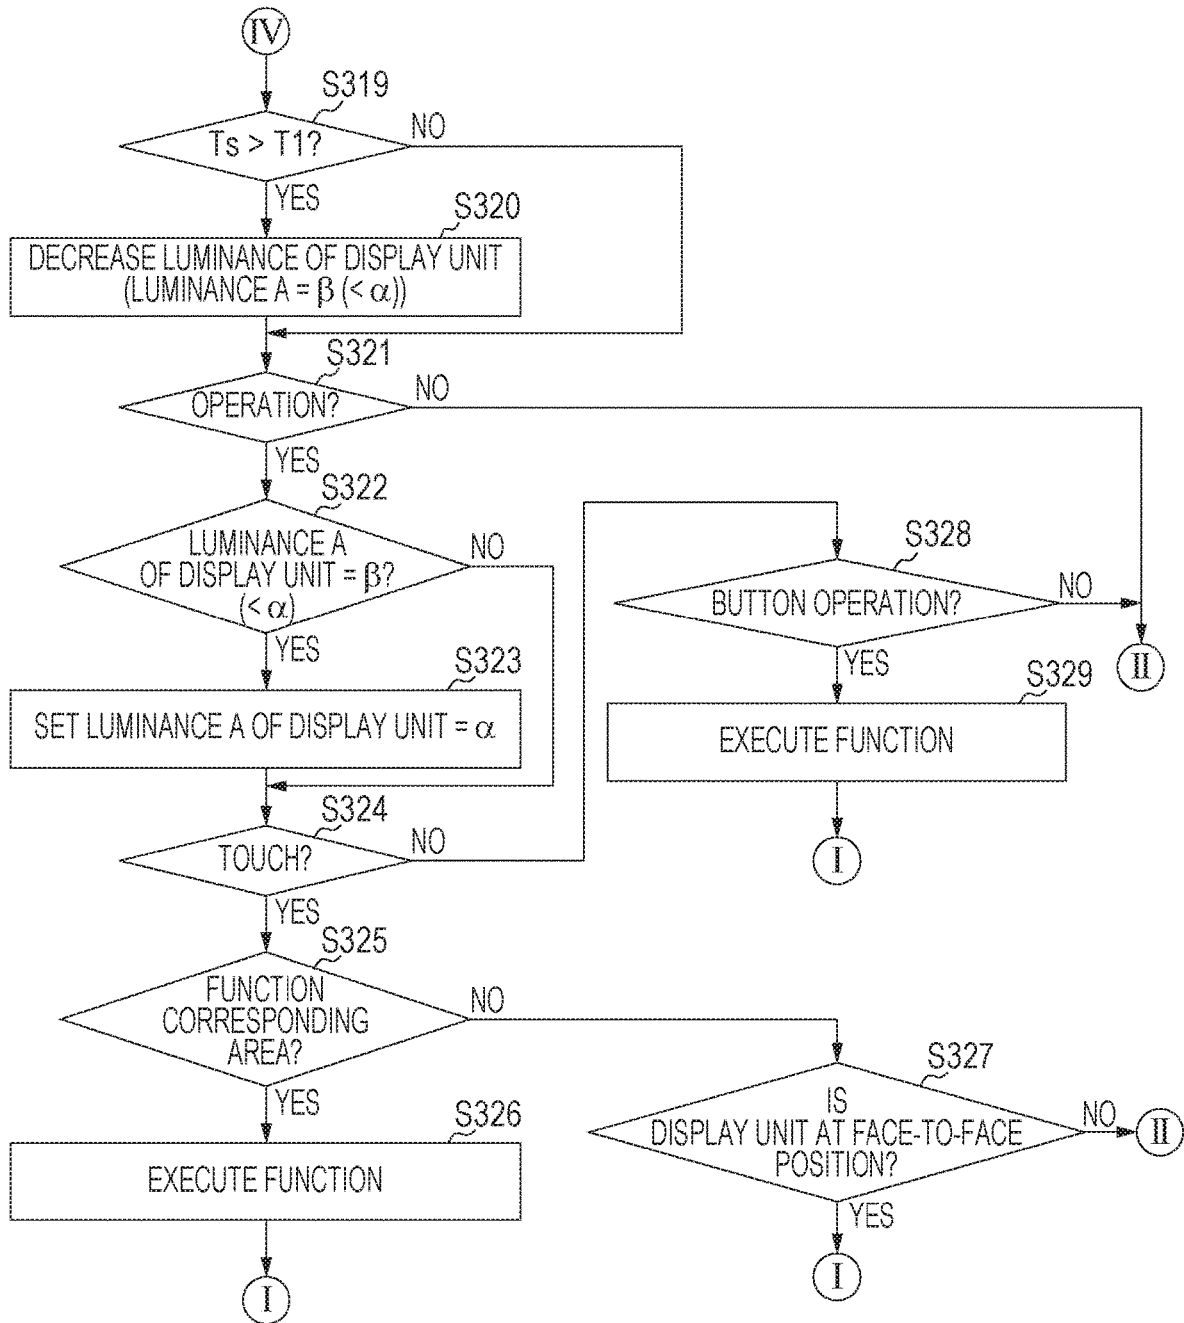 IV
S319
Ts > T1?
NO
YES
S320
DECREASE LUMINANCE OF DISPLAY UNIT
(LUMINANCE A = β (< α))
S321
OPERATION?
NO
YES
S322
LUMINANCE A
OF DISPLAY UNIT = β?
(< α)
NO
YES
S323
SET LUMINANCE A OF DISPLAY UNIT = α
S324
TOUCH?
NO
YES
S325
FUNCTION
CORRESPONDING
AREA?
NO
YES
S326
EXECUTE FUNCTION
I
S328
BUTTON OPERATION?
NO
II
YES
S329
EXECUTE FUNCTION
I
S327
IS
DISPLAY UNIT AT FACE-TO-FACE
POSITION?
NO
II
YES
I